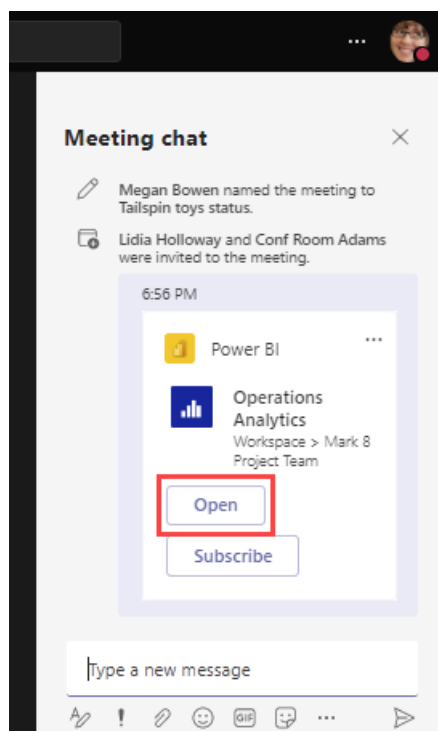 Meeting chat
Megan Bowen named the meeting to
Tailspin toys status.
Lidia Holloway and Conf Room Adams
were invited to the meeting.
6:56 PM
Power BI
Operations
Analytics
Workspace > Mark 8
Project Team
Open
Subscribe
Type a new message
GIF